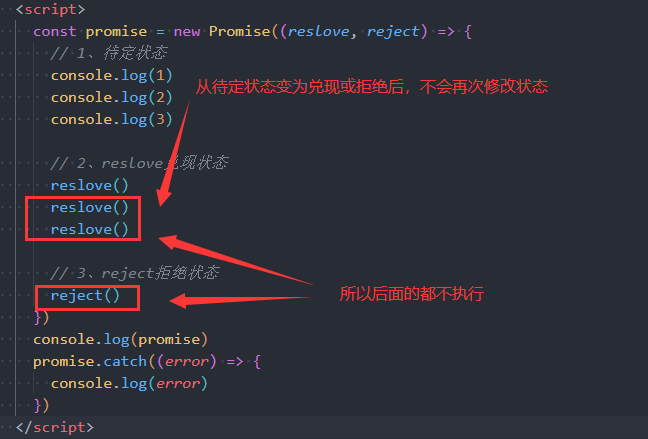 <script>
const promise = new Promise((reslove, reject) => {
// 1、待定状态
console.log(1)
console.log(2)
console.log(3)
从待定状态变为兑现或拒绝后，不会再次修改状态
// 2、reslove兑现状态
reslove()
reslove()
reslove()
// 3、reject拒绝状态
reject()
所以后面的都不执行
})
console.log(promise)
promise.catch((error) => {
console.log(error)
})
</script>